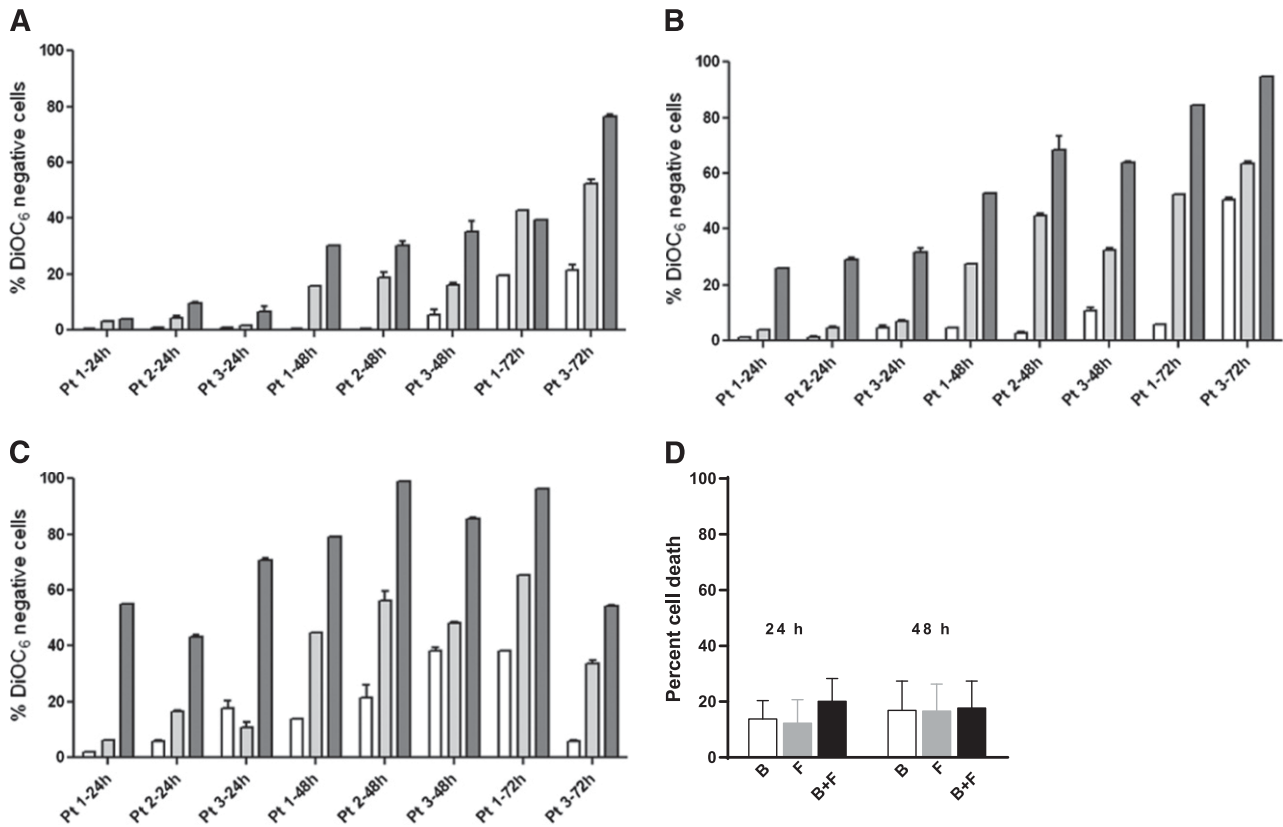 A
% DiOC6 negative cells
100
80
60
40
20
0
Pt 1-24h
Pt 2-24h
Pt 3-24h
Pt 1-48h
Pt 2-48h
Pt 3-48h
Pt 1-72h
Pt 3-72h
B
% DiOC6 negative cells
100
80
60
40
20
0
Pt 1-24h
Pt 2-24h
Pt 3-24h
Pt 1-48h
Pt 2-48h
Pt 3-48h
Pt 1-72h
Pt 3-72h
C
% DiOC6 negative cells
100
80
60
40
20
0
Pt 1-24h
Pt 2-24h
Pt 3-24h
Pt 1-48h
Pt 2-48h
Pt 3-48h
Pt 1-72h
Pt 3-72h
D
Percent cell death
100
80
60
40
20
0
24 h
48 h
B
F
B+F
B
F
B+F